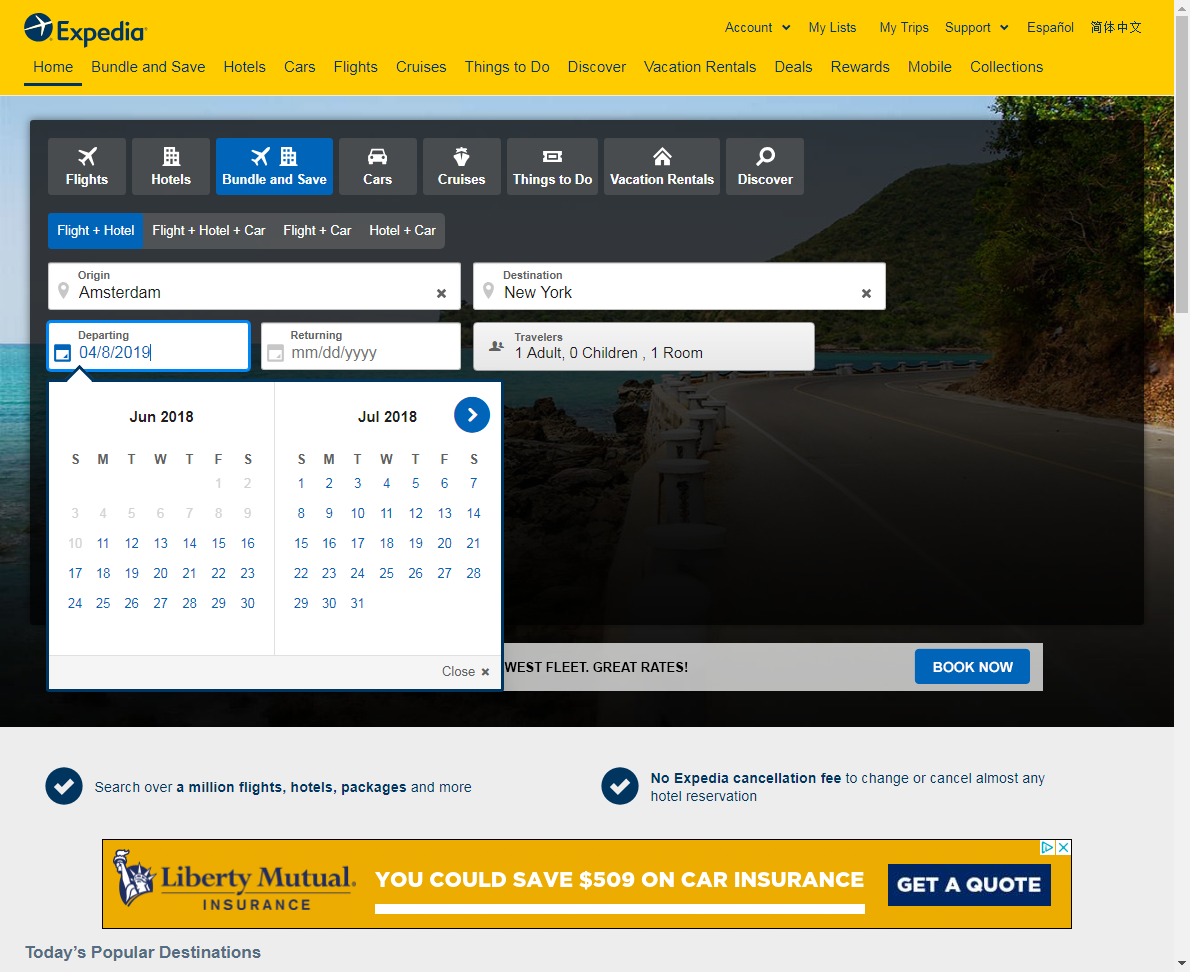 Expedia
Account My Lists My Trips Support Español 简体中文
Home Bundle and Save Hotels Cars Flights Cruises Things to Do Discover Vacation Rentals Deals Rewards Mobile Collections
Flights Hotels Bundle and Save Cars Cruises Things to Do Vacation Rentals Discover
Flight + Hotel Flight + Hotel + Car Flight + Car Hotel + Car
Origin
Amsterdam
Destination
New York
Departing
04/8/2019
Returning
mm/dd/yyyy
Travelers
1 Adult, 0 Children , 1 Room
Jun 2018
S M T W T F S
1 2
3 4 5 6 7 8 9
10 11 12 13 14 15 16
17 18 19 20 21 22 23
24 25 26 27 28 29 30
Jul 2018
S M T W T F S
1 2 3 4 5 6 7
8 9 10 11 12 13 14
15 16 17 18 19 20 21
22 23 24 25 26 27 28
29 30 31
Close
WEST FLEET. GREAT RATES!
BOOK NOW
Search over a million flights, hotels, packages and more
No Expedia cancellation fee to change or cancel almost any
hotel reservation
Liberty Mutual.
INSURANCE
YOU COULD SAVE $509 ON CAR INSURANCE
GET A QUOTE
Today's Popular Destinations